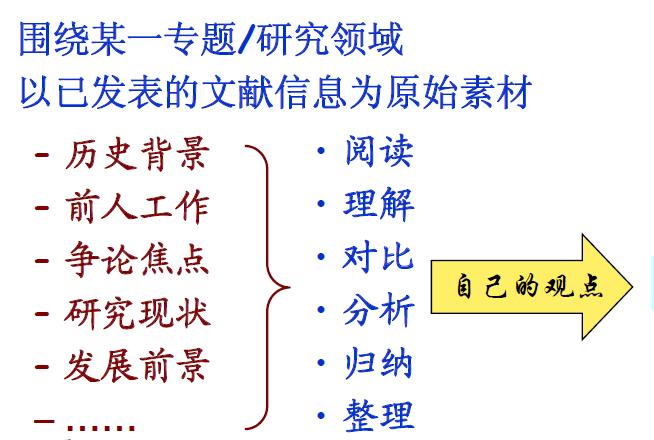 围绕某一专题/研究领域
以已发表的文献信息为原始素材
- 历史背景
- 前人工作
- 争论焦点
- 研究现状
- 发展前景
- ……
• 阅读
• 理解
• 对比
• 分析
• 归纳
• 整理
自己的观点